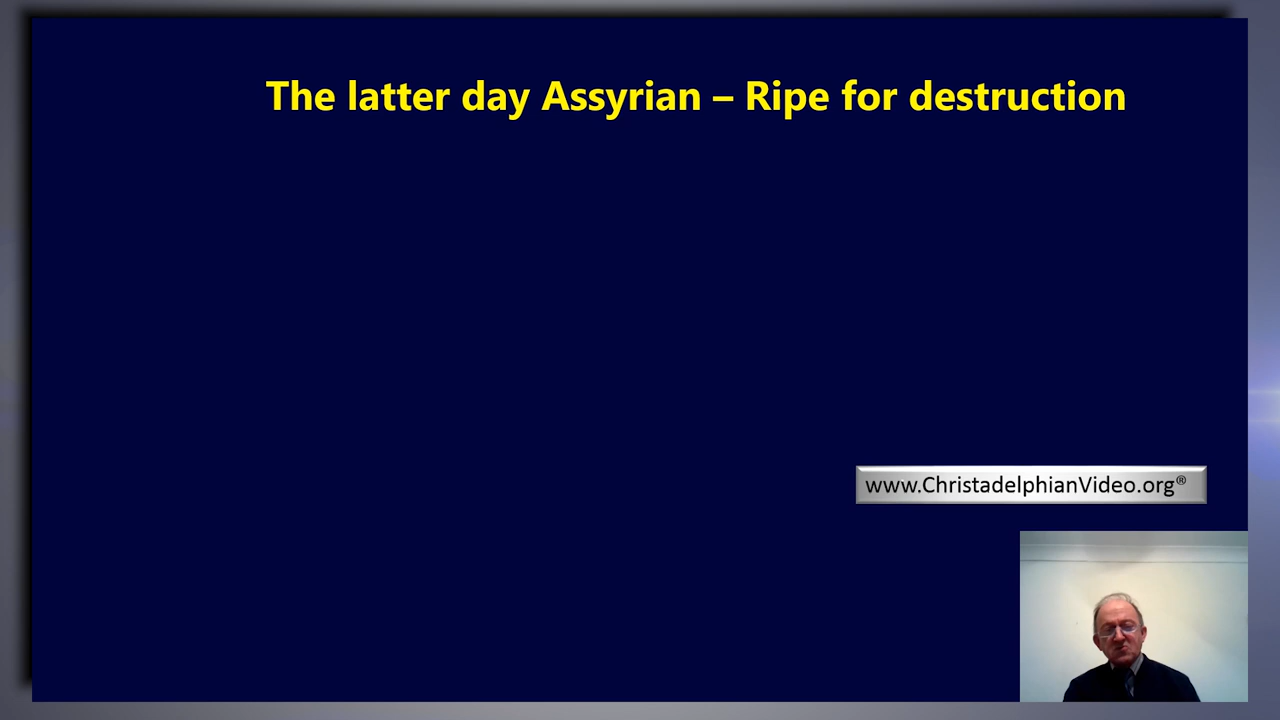 The latter day Assyrian – Ripe for destruction
www.ChristadelphianVideo.org®